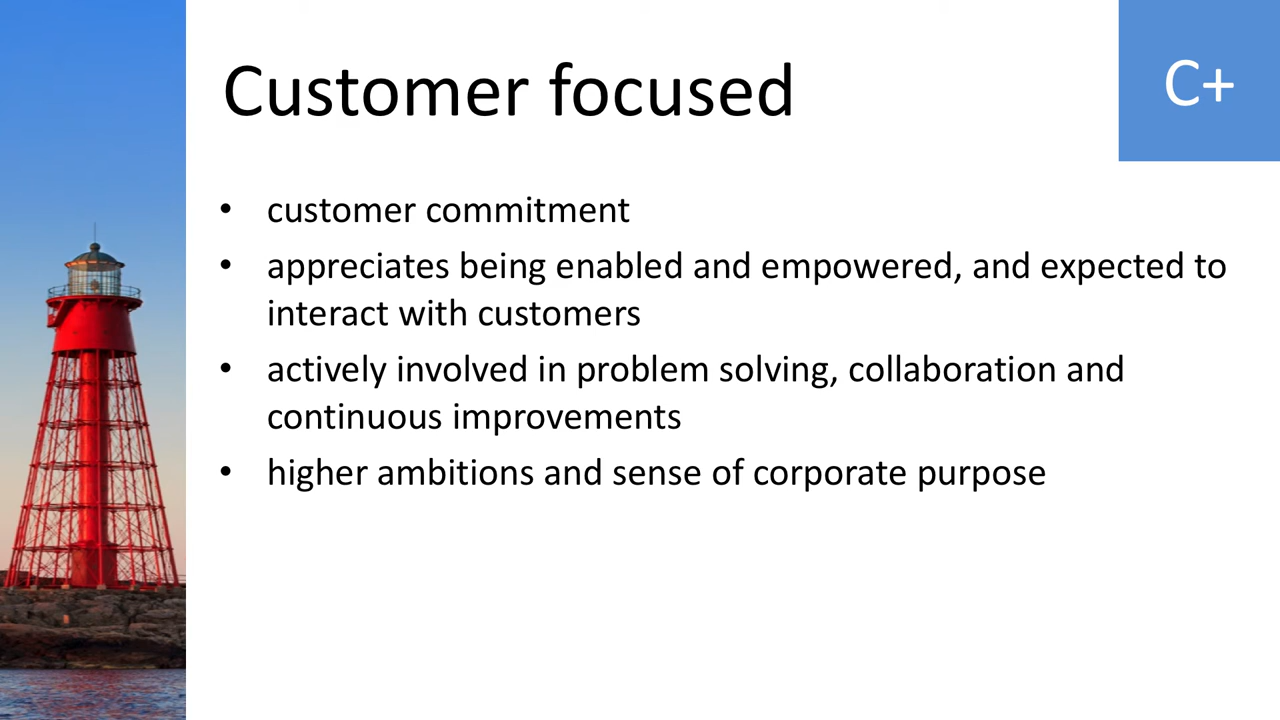 Customer focused
C+
• customer commitment
• appreciates being enabled and empowered, and expected to
interact with customers
• actively involved in problem solving, collaboration and
continuous improvements
• higher ambitions and sense of corporate purpose